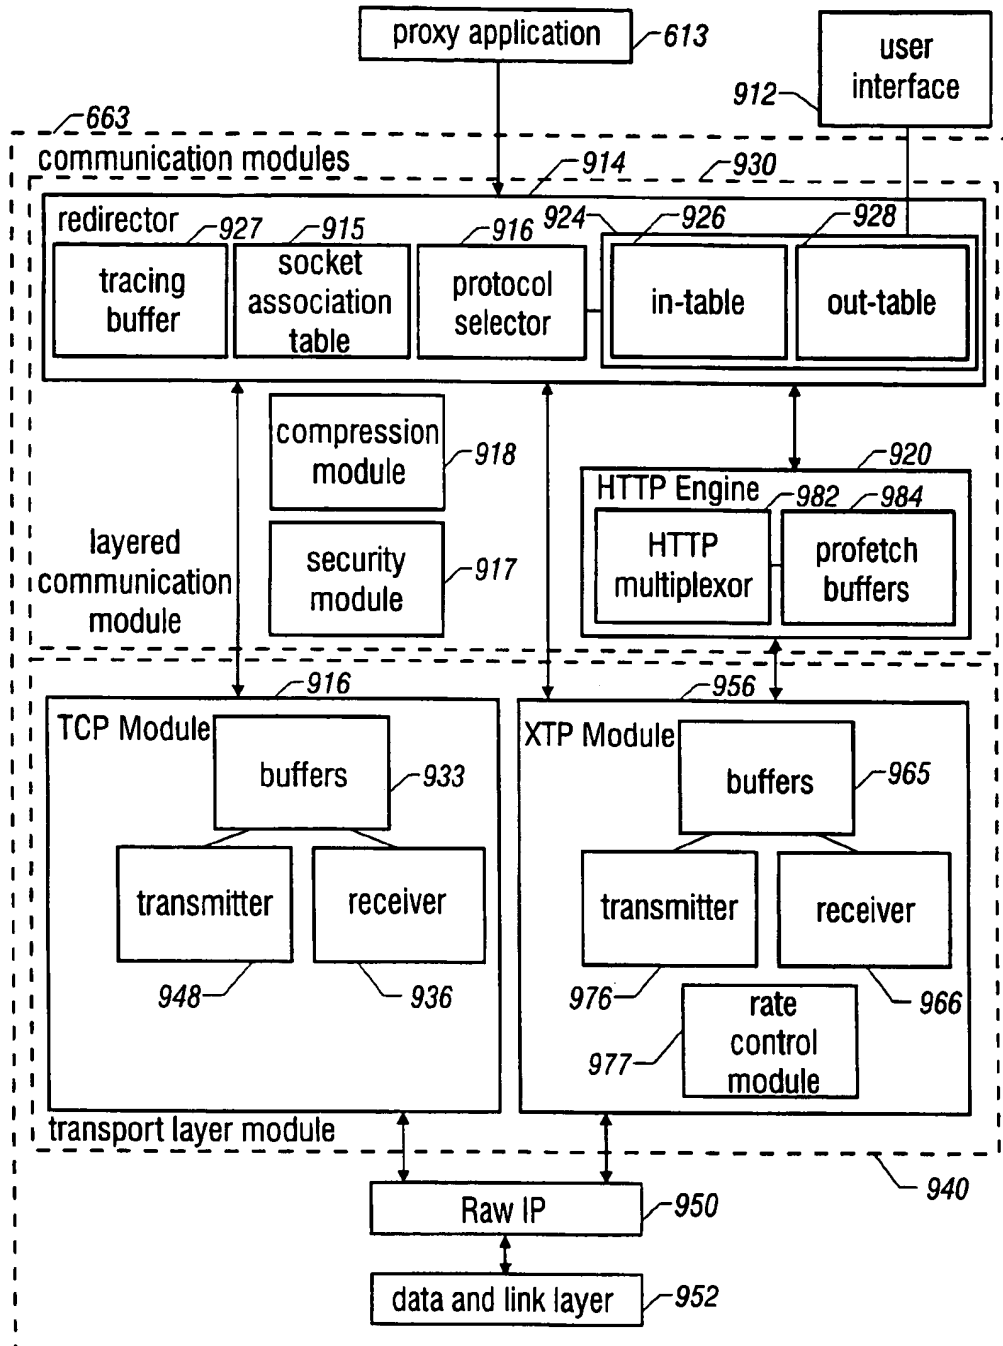 proxy application
613
user
interface
912
663
communication modules
914
930
redirector
927
915
916
924
926
928
tracing
buffer
socket
association
table
protocol
selector
in-table
out-table
compression
module
918
920
HTTP Engine
982
984
HTTP
multiplexor
profetch
buffers
layered
communication
module
security
module
917
916
956
TCP Module
buffers
933
XTP Module
buffers
965
transmitter
receiver
948
936
transmitter
receiver
976
966
rate
control
module
977
transport layer module
940
Raw IP
950
data and link layer
952